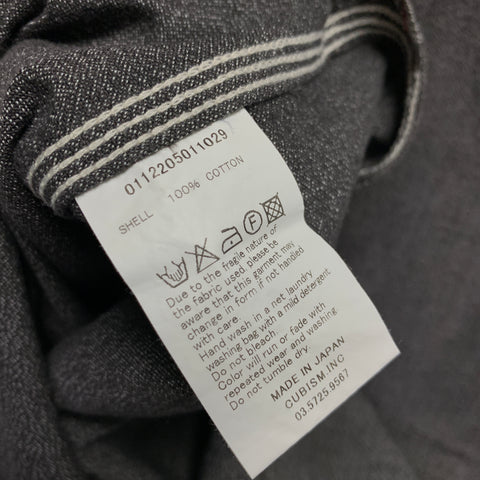 0112205011029
SHELL 100% COTTON
F
Due to the fragile nature of
the fabric used, please be
aware that this garment may
change in form if not handled
with care.
Hand wash in a net laundry
washing bag with a mild detergent
Do not bleach.
Color will run or fade with
repeated wear and washing
Do not tumble dry.
MADE IN JAPAN
CUBISM.INC
03.5725.9567